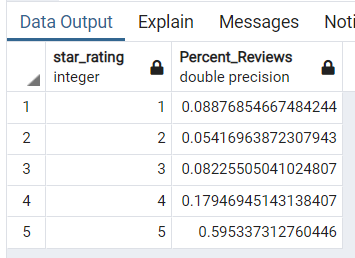 Data Output Explain Messages Noti
star_rating Percent_Reviews
integer double precision
1 1 0.08876854667484244
2 2 0.05416963872307943
3 3 0.08225505041024807
4 4 0.17946945143138407
5 5 0.595337312760446